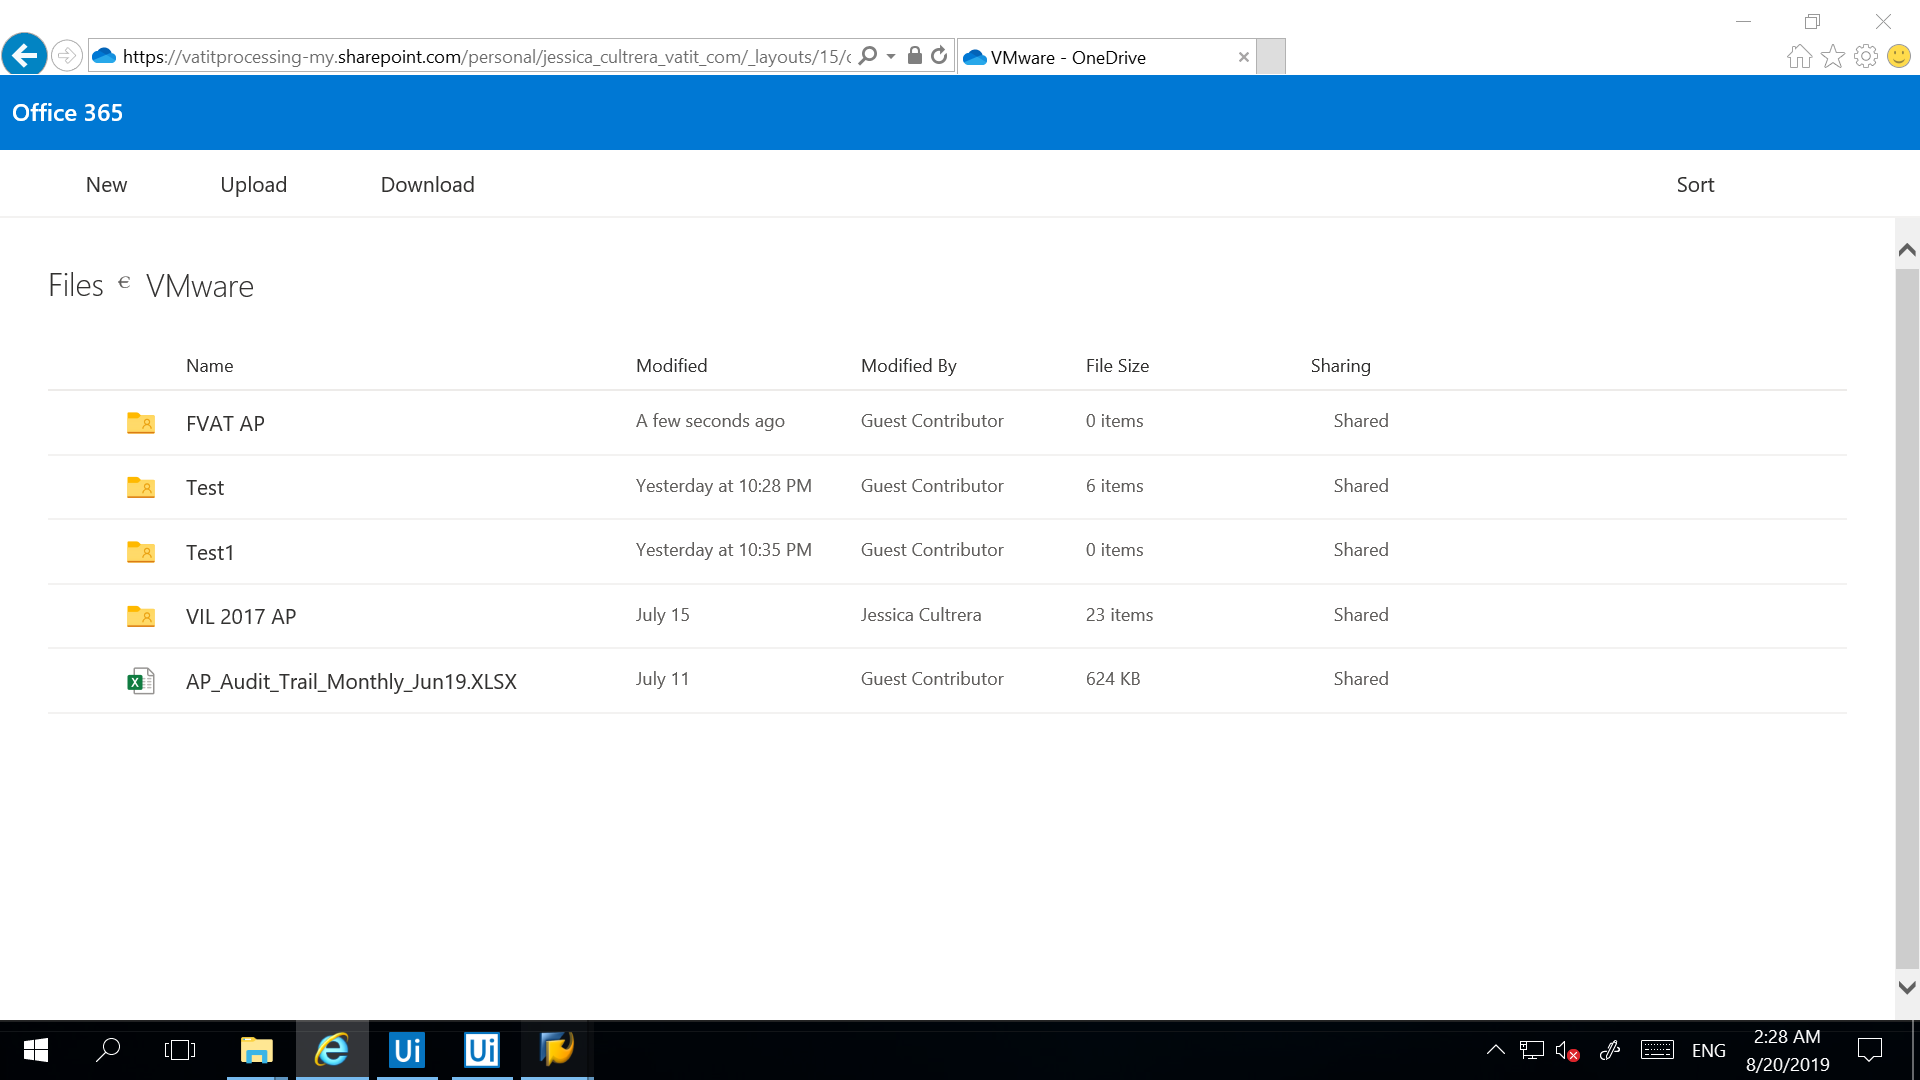 https://vatitprocessing-my.sharepoint.com/personal/jessica_cultrera_vatit_com/_layouts/15/c
VMware - OneDrive
Office 365
New Upload Download Sort
Files € VMware
Name Modified Modified By File Size Sharing
FVAT AP A few seconds ago Guest Contributor 0 items Shared
Test Yesterday at 10:28 PM Guest Contributor 6 items Shared
Test1 Yesterday at 10:35 PM Guest Contributor 0 items Shared
VIL 2017 AP July 15 Jessica Cultrera 23 items Shared
AP_Audit_Trail_Monthly_Jun19.XLSX July 11 Guest Contributor 624 KB Shared
Ui Ui ENG 2:28 AM
8/20/2019